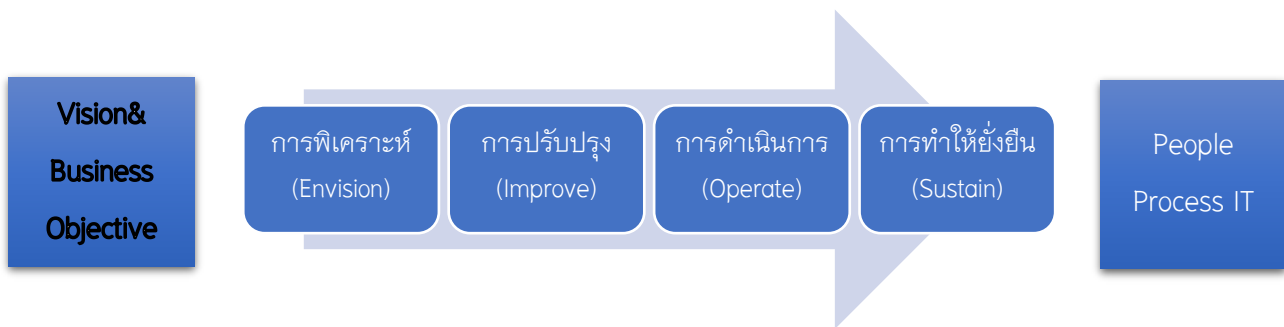 Vision&
Business
Objective
การพิเคราะห์
(Envision)
การปรับปรุง
(Improve)
การดำเนินการ
(Operate)
การทำให้ยั่งยืน
(Sustain)
People
Process IT